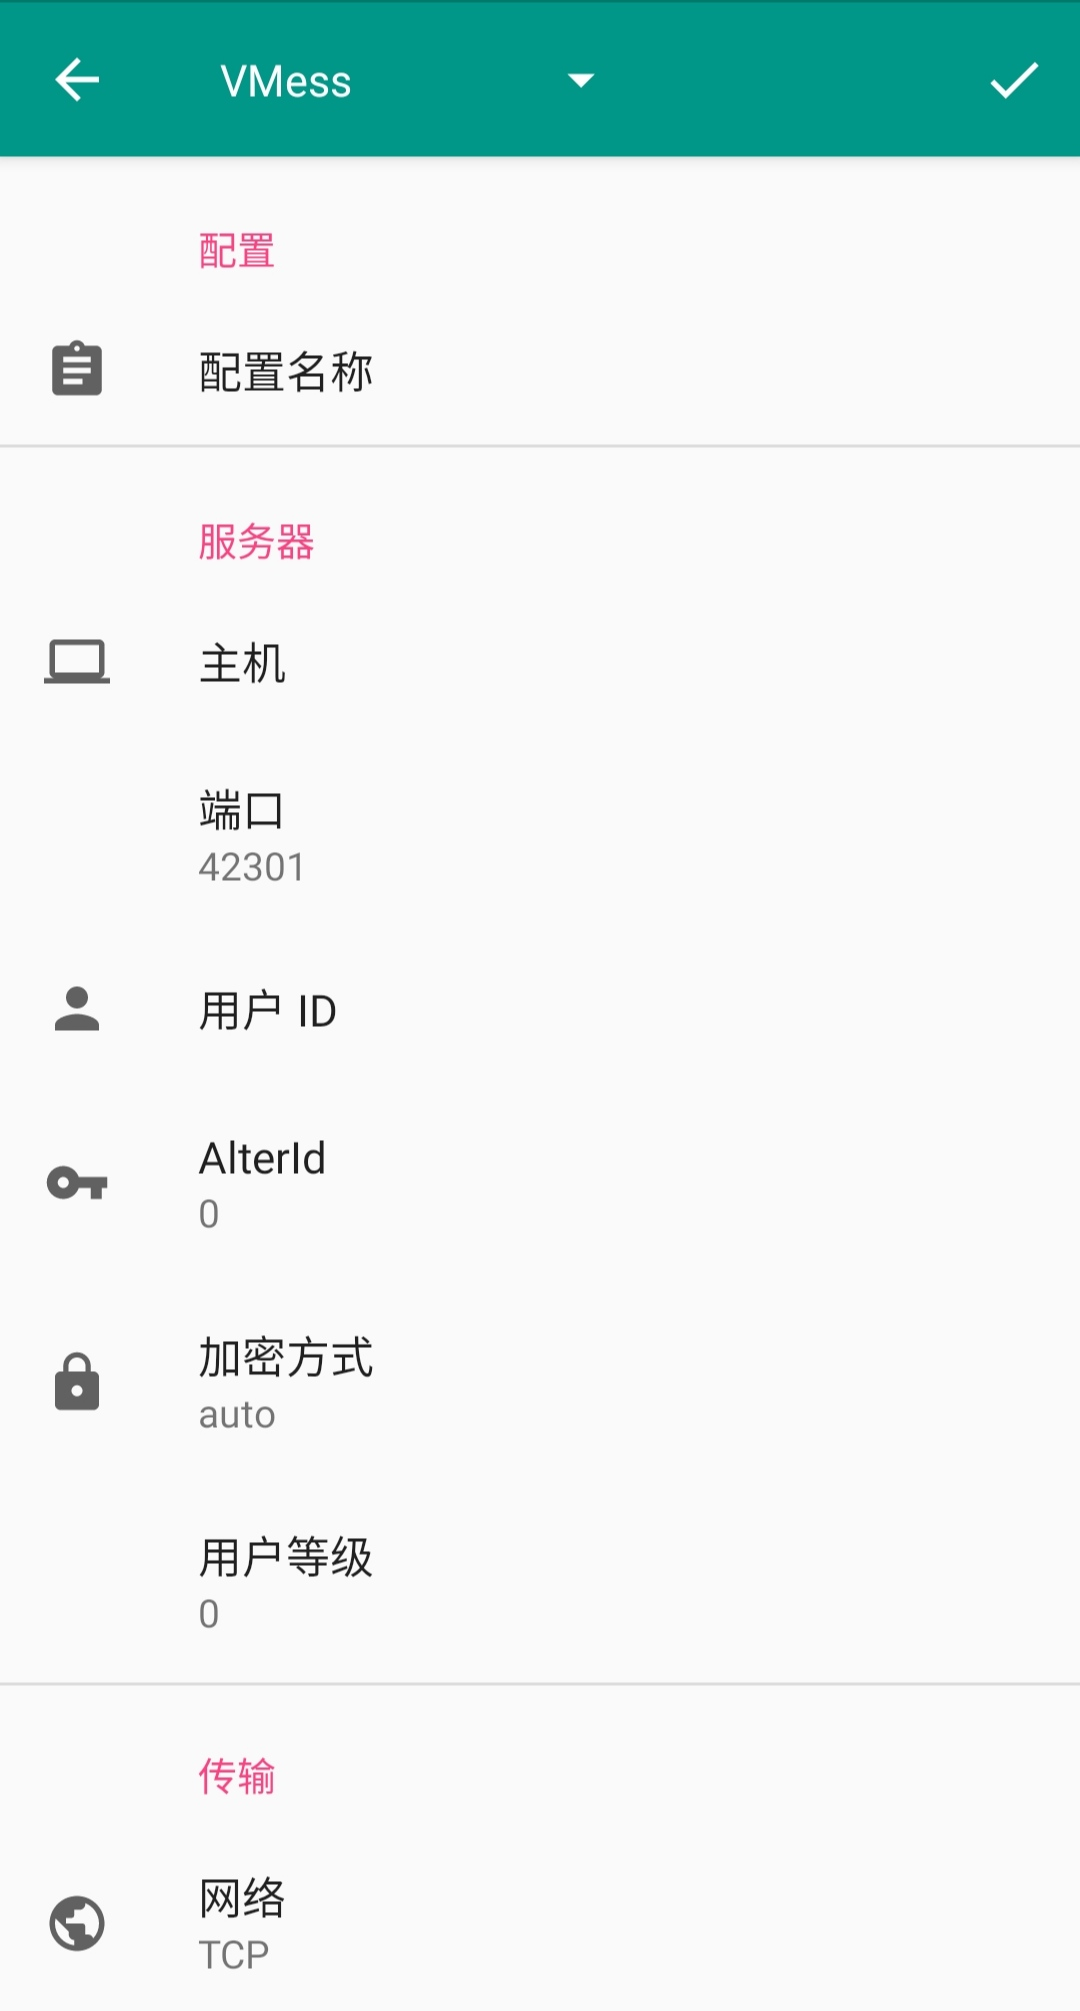 VMess
配置
配置名称
服务器
主机
端口
42301
用户 ID
AlterId
0
加密方式
auto
用户等级
0
传输
网络
TCP